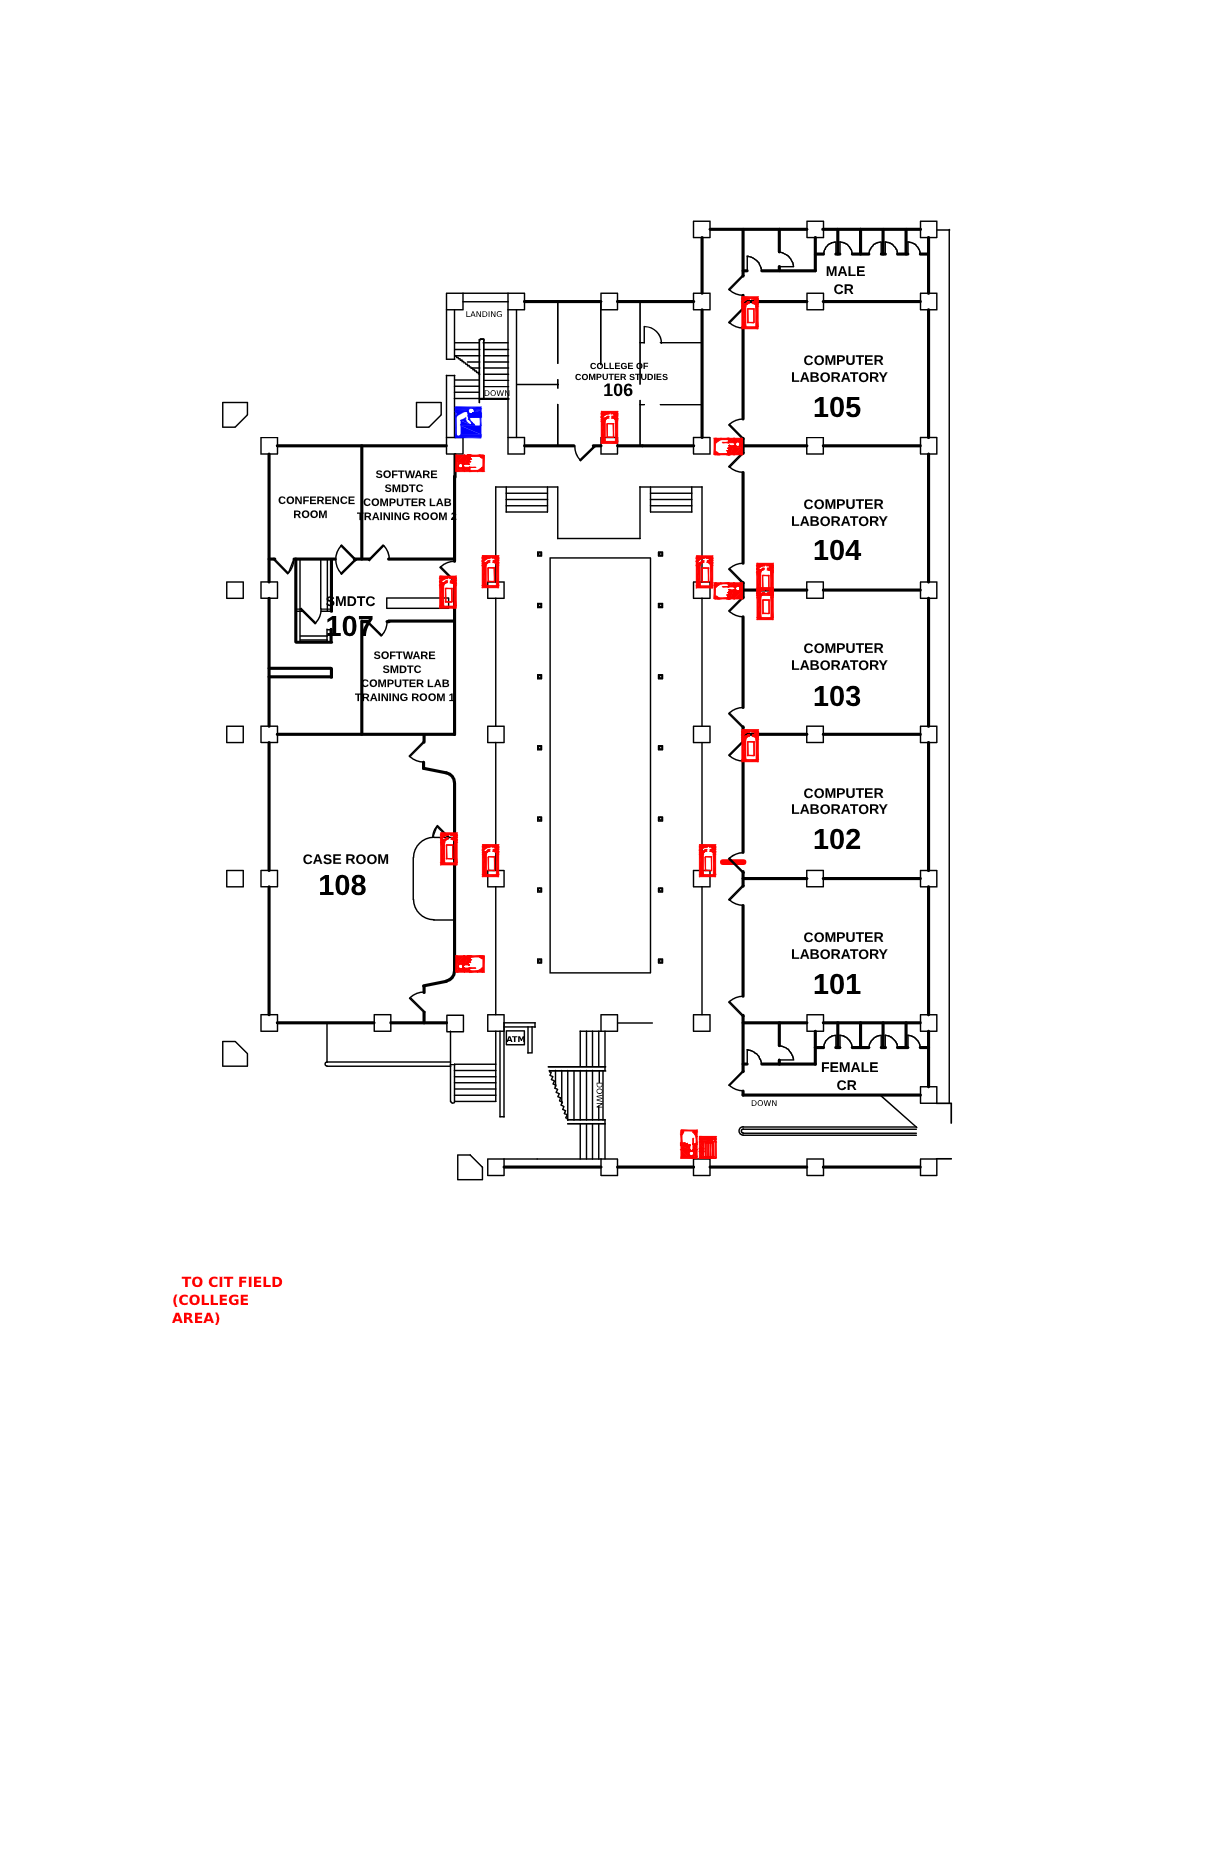 MALE
CR
LANDING
DOWN
COLLEGE OF
COMPUTER STUDIES
106
COMPUTER
LABORATORY
105
CONFERENCE
ROOM
SOFTWARE
SMDTC
COMPUTER LAB
TRAINING ROOM 2
COMPUTER
LABORATORY
104
SMDTC
107
SOFTWARE
SMDTC
COMPUTER LAB
TRAINING ROOM 1
COMPUTER
LABORATORY
103
COMPUTER
LABORATORY
102
CASE ROOM
108
COMPUTER
LABORATORY
101
ATM
DOWN
FEMALE
CR
DOWN
TO CIT FIELD
(COLLEGE
AREA)